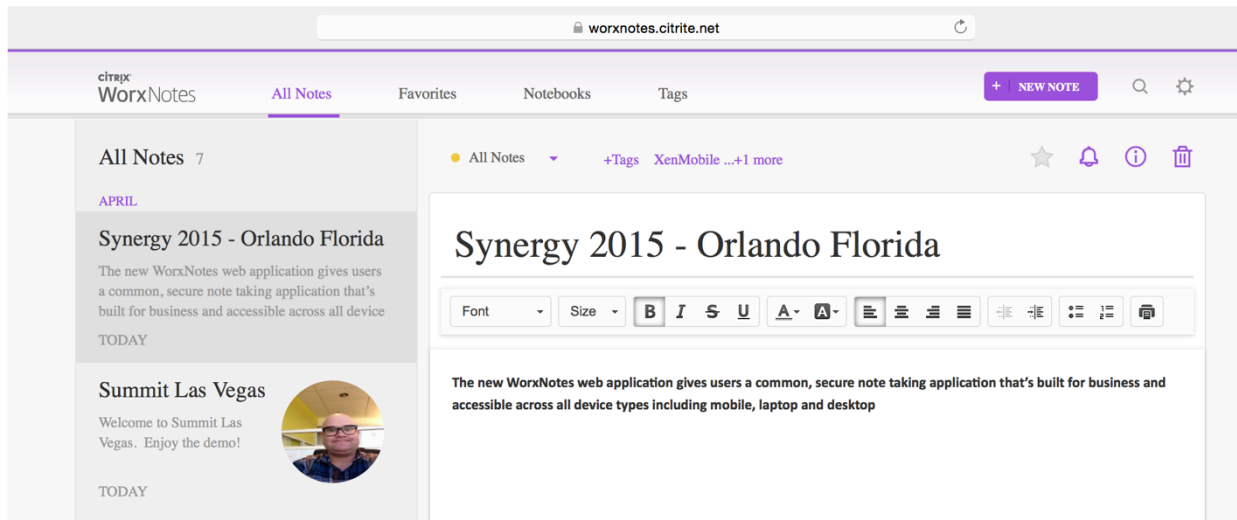 worxnotes.citrite.net
CİTRIX
WorxNotes
All Notes
Favorites
Notebooks
Tags
+ NEW NOTE
All Notes 7
APRIL
Synergy 2015 - Orlando Florida
The new WorxNotes web application gives users
a common, secure note taking application that's
built for business and accessible across all device
TODAY
Summit Las Vegas
Welcome to Summit Las
Vegas. Enjoy the demo!
TODAY
All Notes
+Tags XenMobile ...+1 more
Synergy 2015 - Orlando Florida
Font Size B I S U A A
The new WorxNotes web application gives users a common, secure note taking application that's built for business and
accessible across all device types including mobile, laptop and desktop